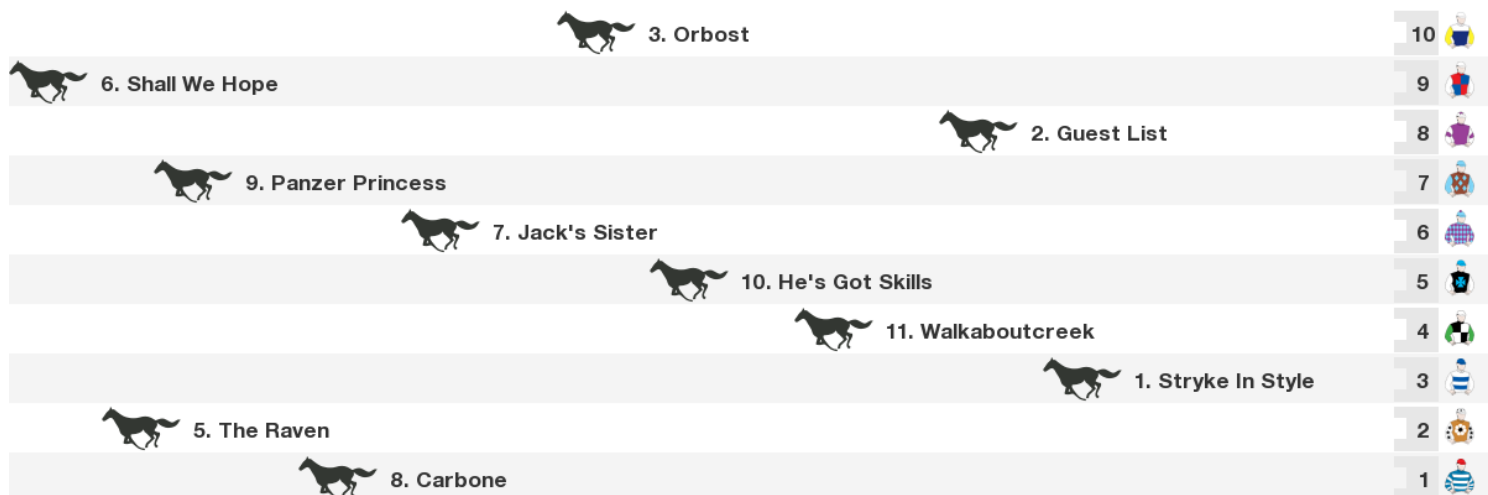 3. Orbost 10
6. Shall We Hope 9
2. Guest List 8
9. Panzer Princess 7
7. Jack's Sister 6
10. He's Got Skills 5
11. Walkaboutcreek 4
1. Stryke In Style 3
5. The Raven 2
8. Carbone 1